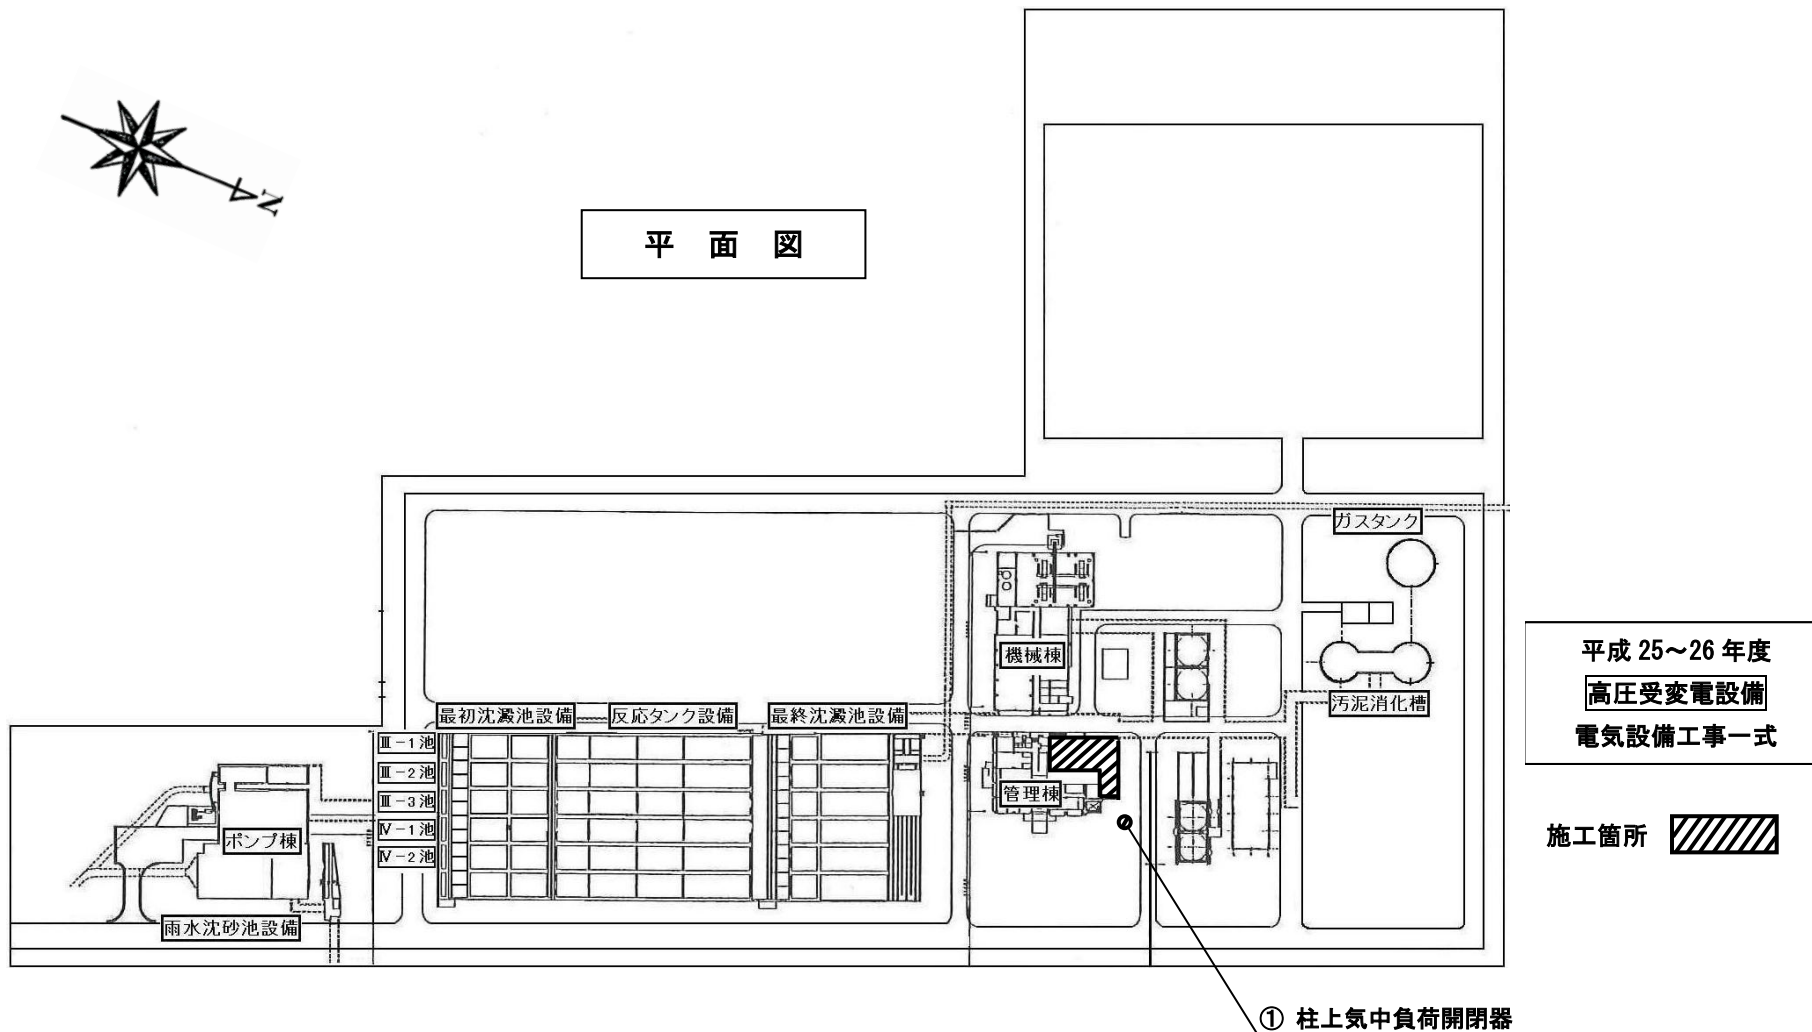 N
平 面 図
ガスタンク
機械棟
平成 25～26 年度
高圧受変電設備
電気設備工事一式
汚泥消化槽
最初沈澱池設備
反応タンク設備
最終沈澱池設備
Ⅲ－1 池
Ⅲ－2 池
Ⅲ－3 池
Ⅳ－1 池
Ⅳ－2 池
管理棟
ポンプ棟
施工箇所
雨水沈砂池設備
① 柱上気中負荷開閉器